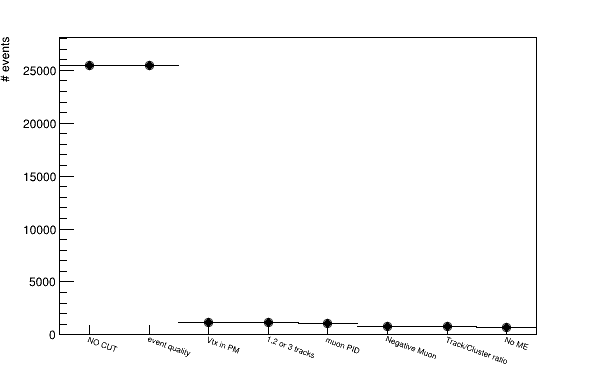 # events
25000
20000
15000
10000
5000
0
NO CUT
event quality
Vtx in PM
1,2 or 3 tracks
muon PID
Negative Muon
Track/Cluster ratio
No ME